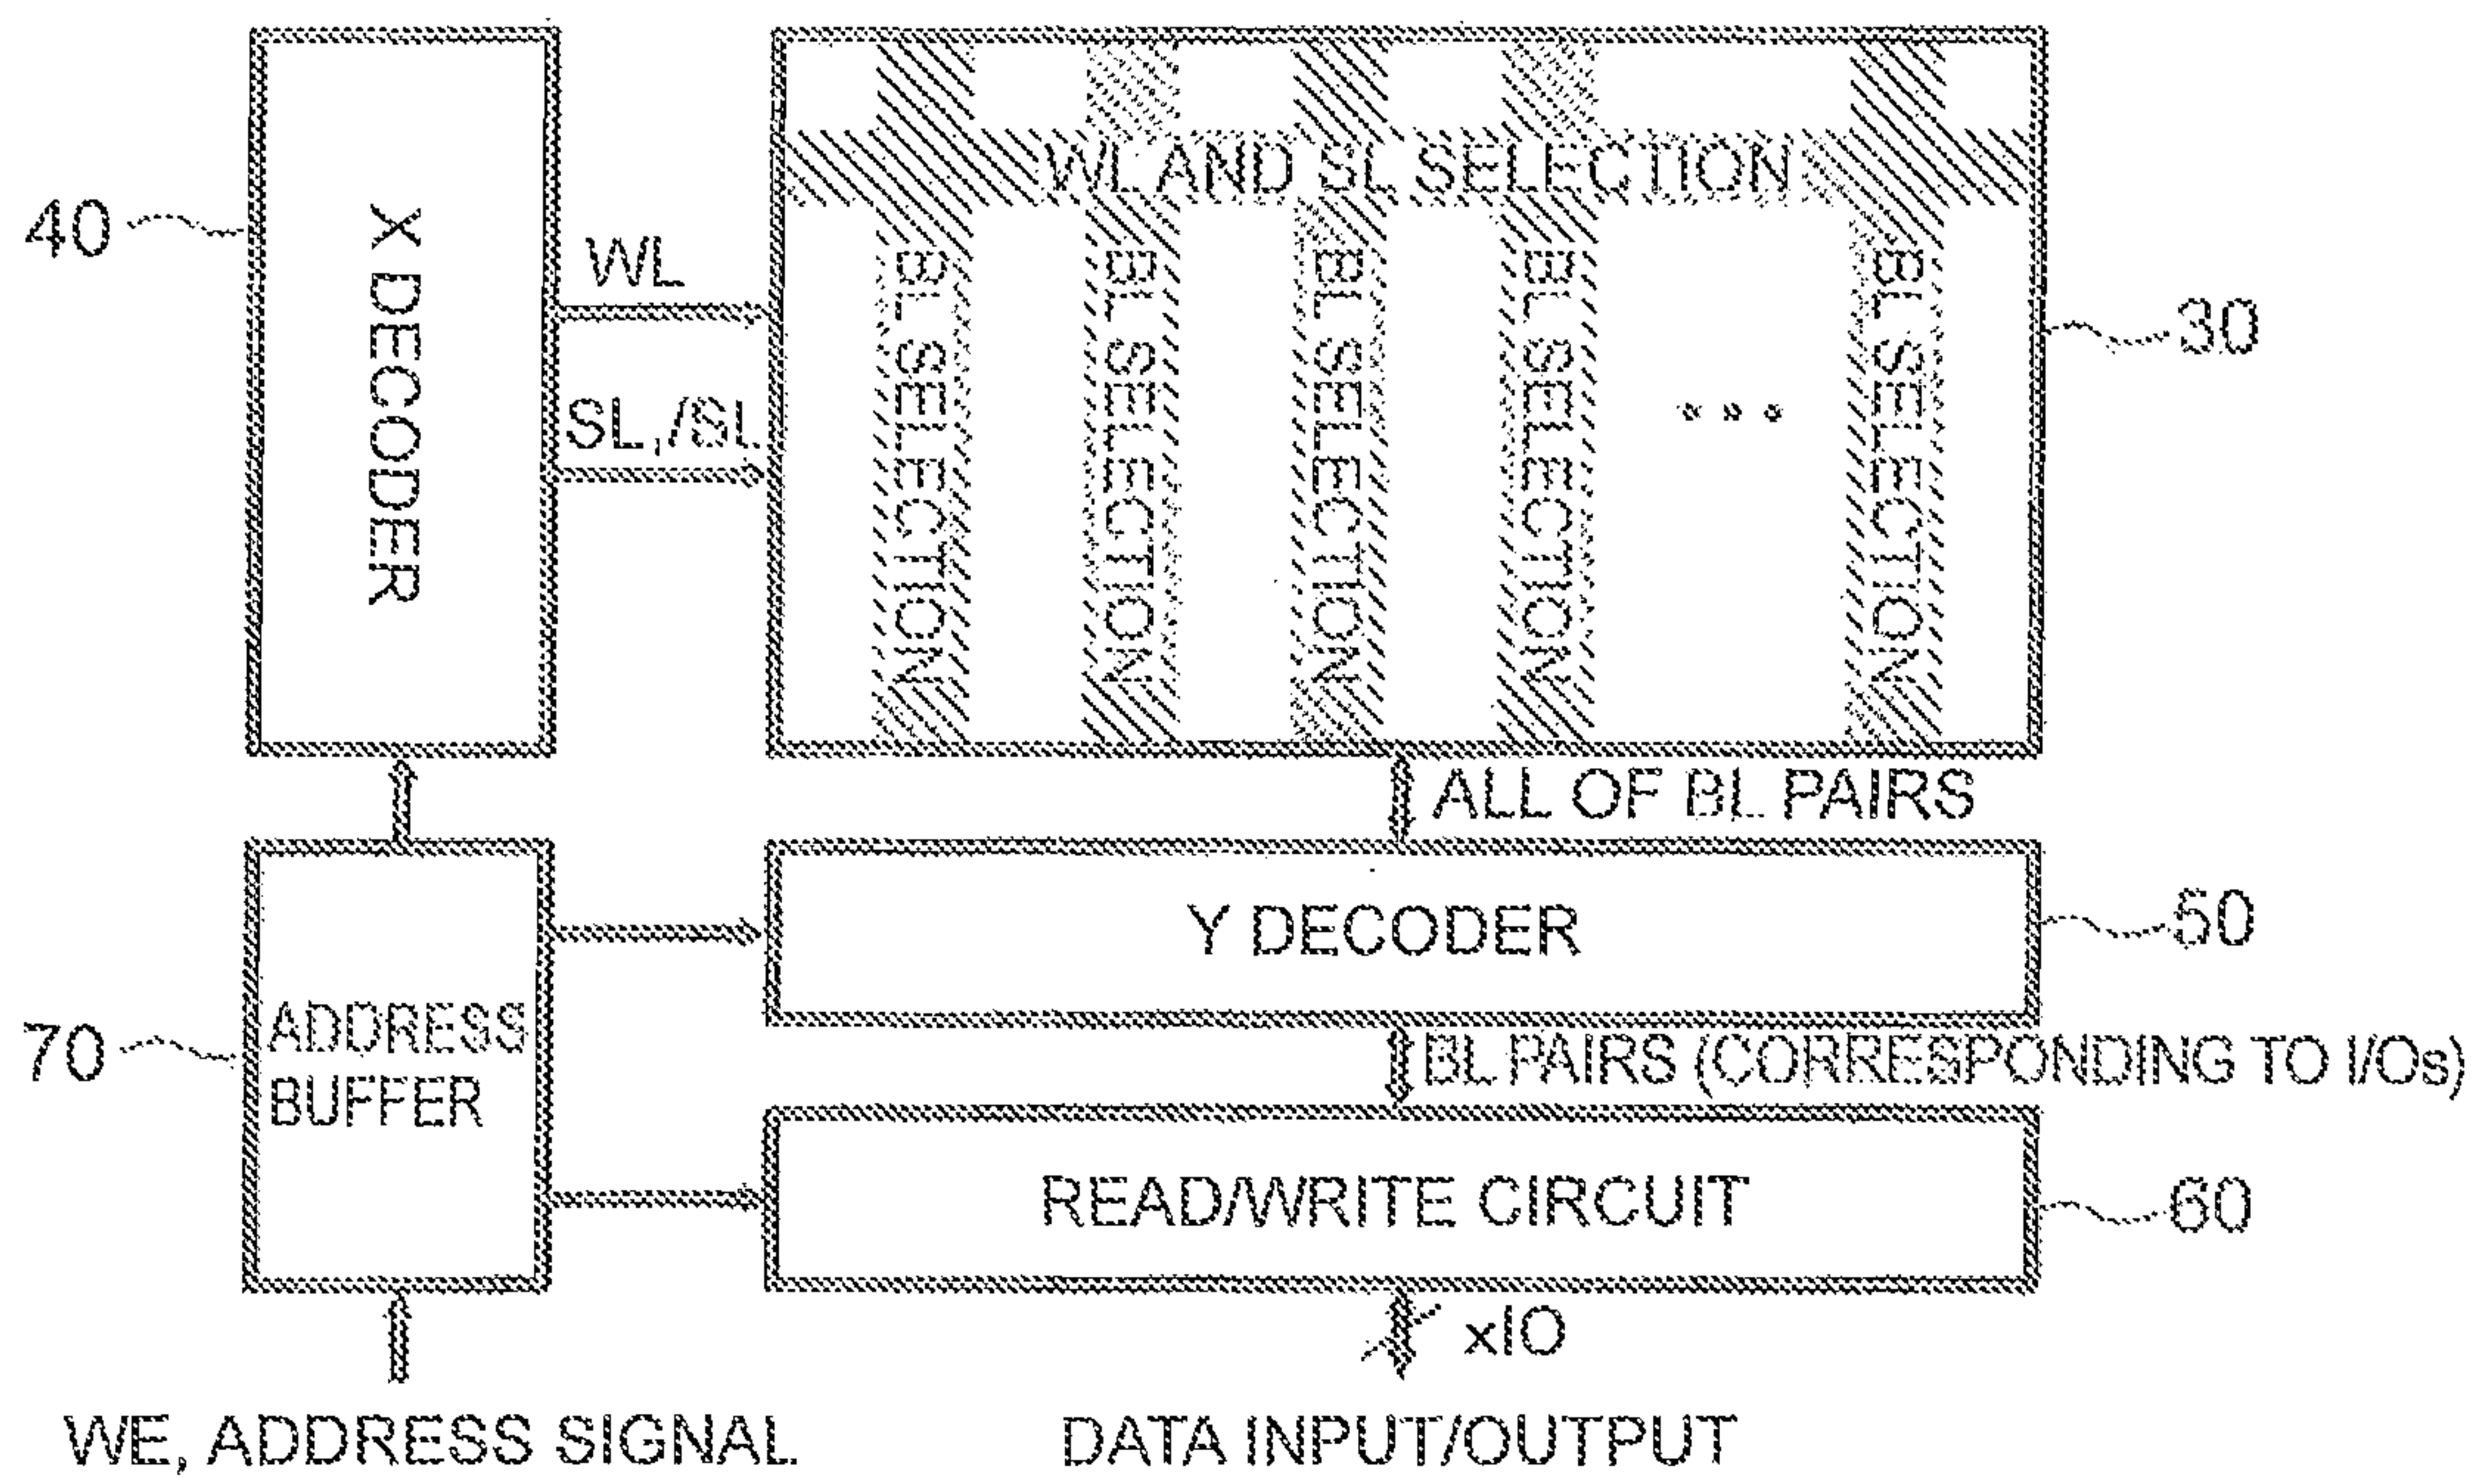 40
X DECODER
WL
SL,/SL
WL AND SL SELECTION
BL SELECTION
BL SELECTION
BL SELECTION
BL SELECTION
...
BL SELECTION
30
ALL OF BL PAIRS
Y DECODER
50
BL PAIRS (CORRESPONDING TO I/Os)
70
ADDRESS
BUFFER
READ/WRITE CIRCUIT
60
xIO
WE, ADDRESS SIGNAL
DATA INPUT/OUTPUT